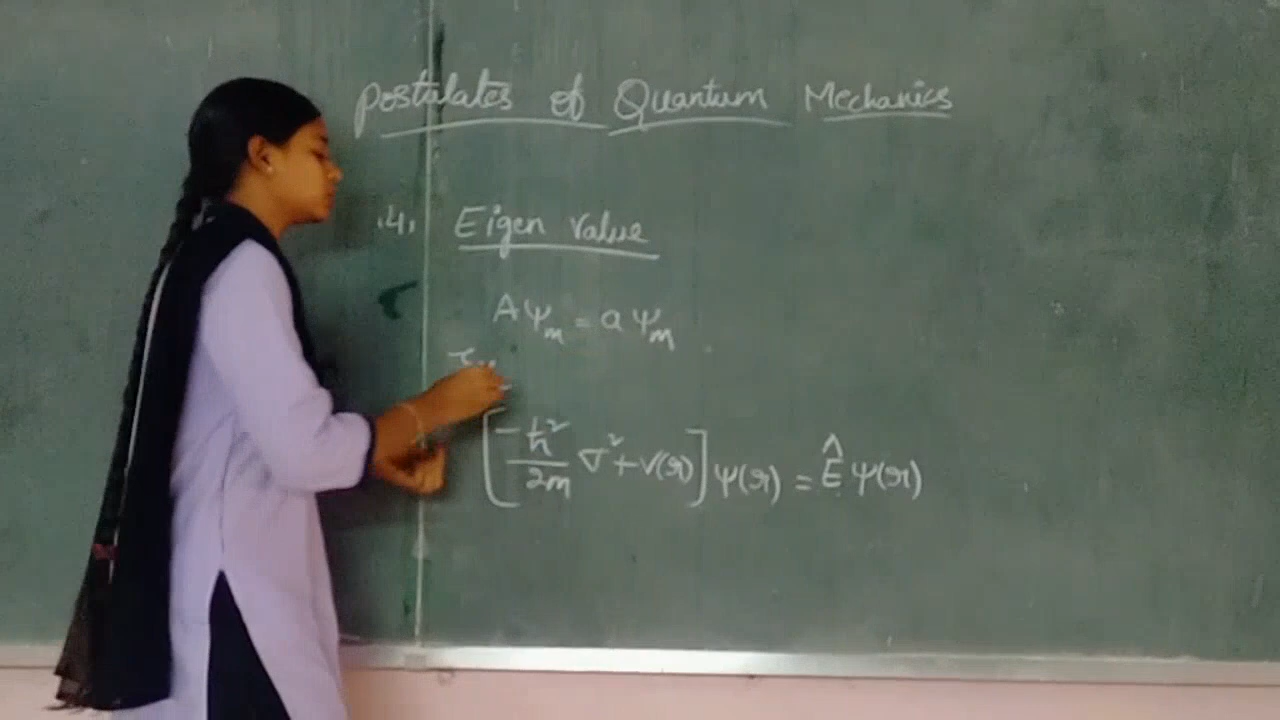 Postulates of Quantum Mechanics
.4. Eigen Value
Aψₘ = aψₘ
[-ħ²/2m ∇² + V(r)] ψ(r) = Ê ψ(r)